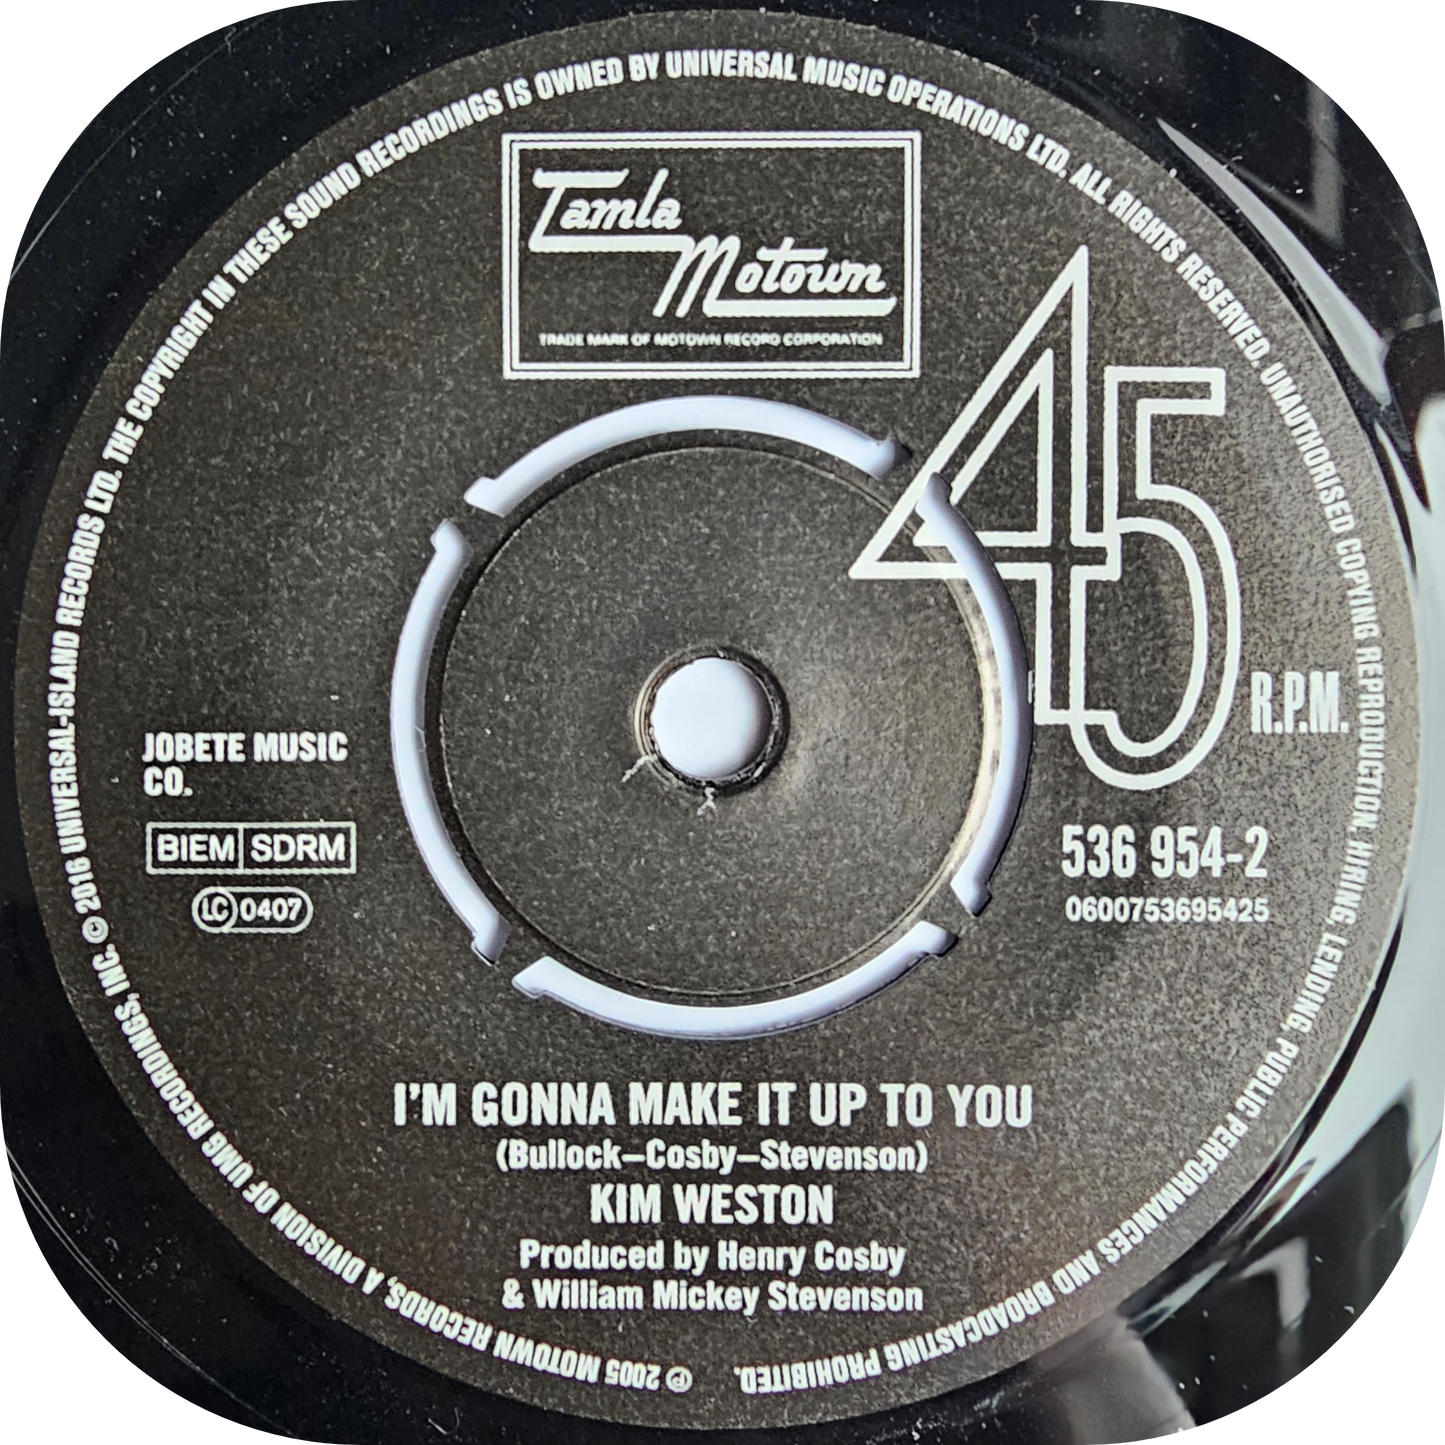 ℗ 2005 MOTOWN RECORDS, A DIVISION OF UMG RECORDINGS, INC. © 2016 UNIVERSAL-ISLAND RECORDS LTD. THE COPYRIGHT IN THESE SOUND RECORDINGS IS OWNED BY UNIVERSAL MUSIC OPERATIONS LTD. ALL RIGHTS RESERVED. UNAUTHORISED COPYING REPRODUCTION, HIRING, LENDING, PUBLIC PERFORMANCES AND BROADCASTING PROHIBITED.
Tamla
Motown
TRADE MARK OF MOTOWN RECORD CORPORATION
45
R.P.M.
JOBETE MUSIC
CO.
BIEM SDRM
LC 0407
536 954-2
0600753695425
I'M GONNA MAKE IT UP TO YOU
(Bullock–Cosby–Stevenson)
KIM WESTON
Produced by Henry Cosby
& William Mickey Stevenson